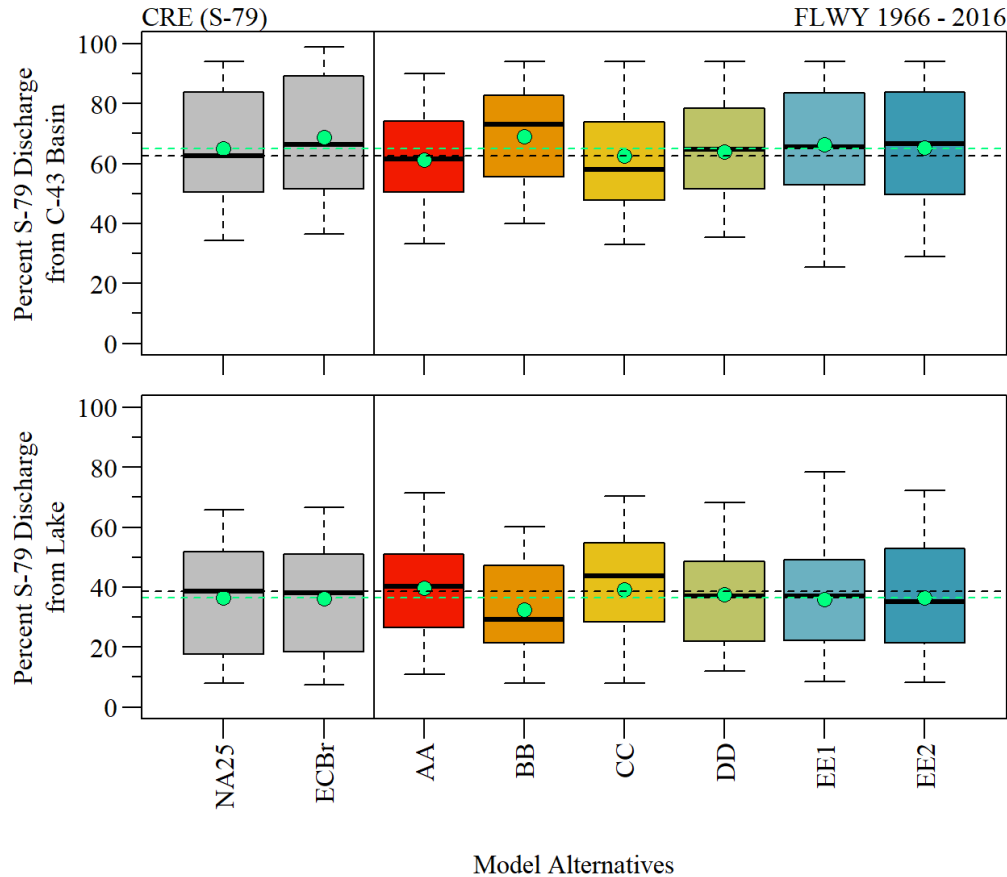 CRE (S-79) FLWY 1966 - 2016
Percent S-79 Discharge
from C-43 Basin
100
80
60
40
20
0
Percent S-79 Discharge
from Lake
100
80
60
40
20
0
NA25
ECBr
AA
BB
CC
DD
EE1
EE2
Model Alternatives